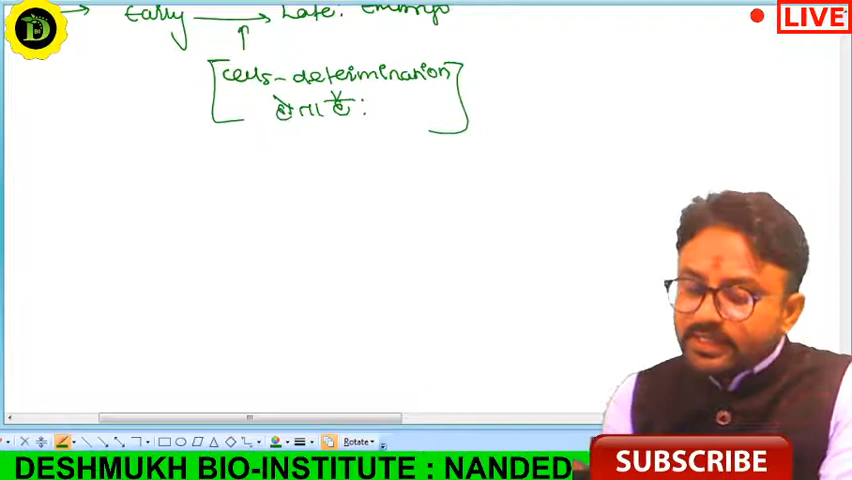 Early → Late: Embryo
LIVE
[cells - determination
होता है:]
D
Rotate
DESHMUKH BIO-INSTITUTE : NANDED
SUBSCRIBE